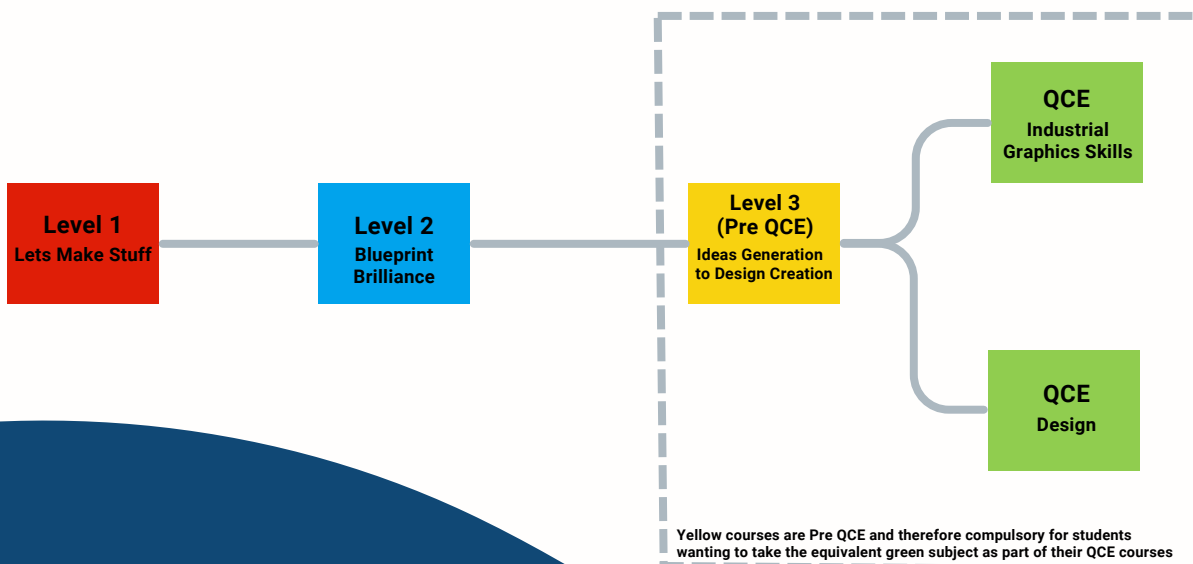 Level 1
Lets Make Stuff
Level 2
Blueprint
Brilliance
Level 3
(Pre QCE)
Ideas Generation
to Design Creation
QCE
Industrial
Graphics Skills
QCE
Design
Yellow courses are Pre QCE and therefore compulsory for students
wanting to take the equivalent green subject as part of their QCE courses